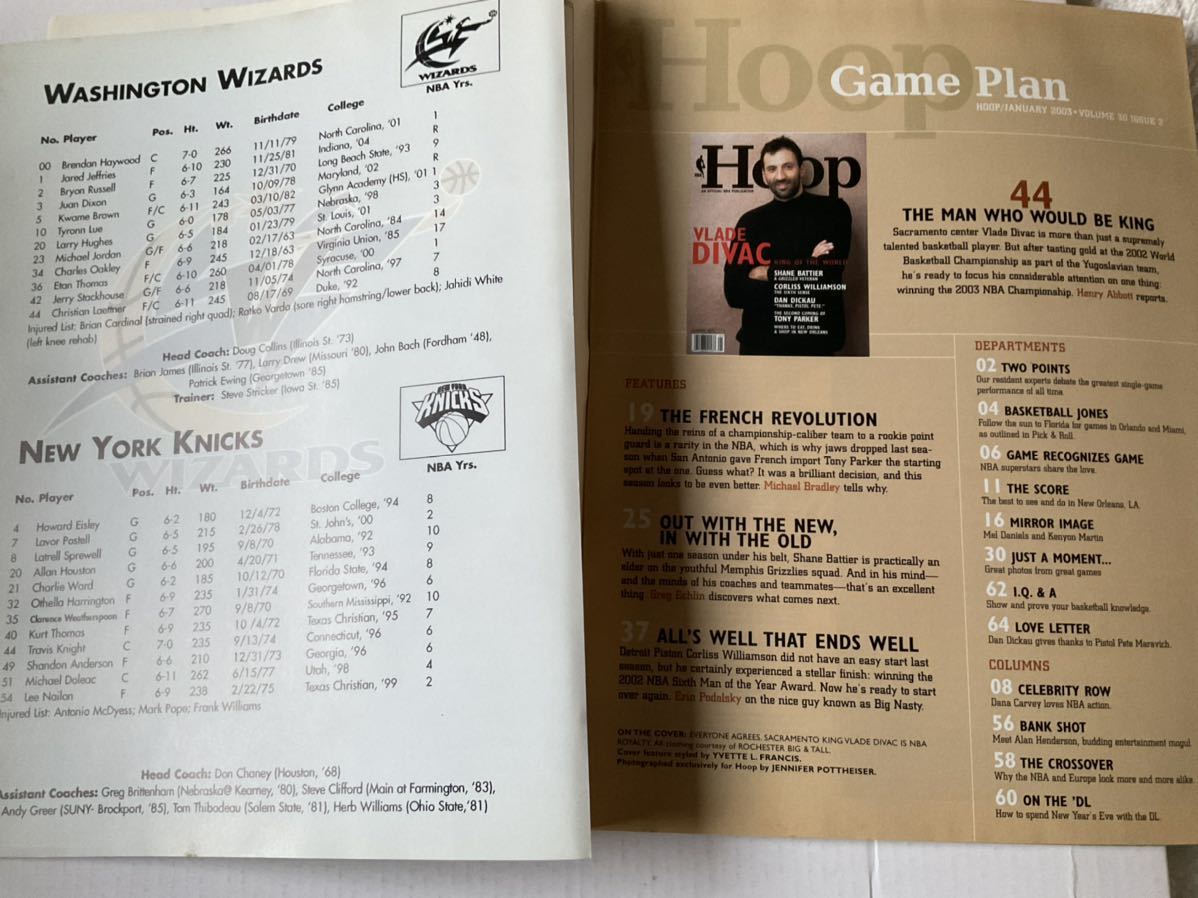 WIZARDS
WASHINGTON WIZARDS
No. Player Pos. Ht. Wt. Birthdate College NBA Yrs.
00 Brendan Haywood C 7-0 266 11/11/79 North Carolina, '01 1
1 Jared Jeffries F 6-10 230 11/25/81 Indiana, '04 R
2 Bryon Russell F 6-7 225 12/31/70 Long Beach State, '93 9
3 Juan Dixon G 6-3 164 10/09/78 Maryland, '02 R
5 Kwame Brown F/C 6-11 243 03/10/82 Glynn Academy (HS), '01 1
10 Tyronn Lue G 6-0 178 05/03/77 Nebraska, '98 3
20 Larry Hughes G 6-5 184 01/23/79 St. Louis, '01 3
23 Michael Jordan G/F 6-6 218 02/17/63 North Carolina, '84 14
34 Charles Oakley F 6-9 245 12/18/63 Virginia Union, '85 17
36 Etan Thomas F/C 6-10 260 04/01/78 Syracuse, '00 1
42 Jerry Stackhouse G/F 6-6 218 11/05/74 North Carolina, '97 7
44 Christian Laettner F/C 6-11 245 08/17/69 Duke, '92 8
Injured List: Brian Cardinal (strained right quad); Ratko Varda (sore right hamstring/lower back); Jahidi White
(left knee rehab)
Head Coach: Doug Collins (Illinois St. '73)
Assistant Coaches: Brian James (Illinais St. '77), Larry Drew (Missouri '80), John Bach (Fordham '48),
Patrick Ewing (Georgetown '85)
Trainer: Steve Stricker (Iowa St. '85)
NEW YORK
KNICKS
WIZARDS
NEW YORK KNICKS
No. Player Pos. Ht. Wt. Birthdate College NBA Yrs.
4 Howard Eisley G 6-2 180 12/4/72 Boston College, '94 8
7 Lavor Postell G 6-5 215 2/26/78 St. John's, '00 2
8 Latrell Sprewell G 6-5 195 9/8/70 Alabama, '92 10
20 Allan Houston G 6-6 200 4/20/71 Tennessee, '93 9
21 Charlie Ward G 6-2 185 10/12/70 Florida State, '94 8
32 Othella Harrington F 6-9 235 1/31/74 Georgetown, '96 6
35 Clarence Weatherspoon F 6-7 270 9/8/70 Southern Mississippi, '92 10
40 Kurt Thomas F 6-9 235 10/4/72 Texas Christian, '95 7
44 Travis Knight C 7-0 235 9/13/74 Connecticut, '96 6
49 Shandon Anderson F 6-6 210 12/31/73 Georgia, '96 6
51 Michael Doleac C 6-11 262 6/15/77 Utah, '98 4
54 Lee Nailon F 6-9 238 2/22/75 Texas Christian, '99 2
njured List: Antonio McDyess; Mark Pope; Frank Williams
Head Coach: Don Chaney (Houston, '68)
Assistant Coaches: Greg Brittenham (Nebraska@ Kearney, '80), Steve Clifford (Main at Farmington, '83),
Andy Greer (SUNY- Brockport, '85), Tom Thibodeau (Salem State, '81), Herb Williams (Ohio State,'81)
Hoop
Game Plan
HOOP/JANUARY 2003 • VOLUME 30 ISSUE 2
Hoop
AN OFFICIAL NBA PUBLICATION
VLADE
DIVAC
KING OF THE WORLD
SHANE BATTIER
A GRIZZLED VETERAN
CORLISS WILLIAMSON
THE SIXTH SENSE
DAN DICKAU
"THANKS, PISTOL PETE"
THE SECOND COMING OF
TONY PARKER
WHERE TO EAT, DRINK
& SHOP IN NEW ORLEANS
44
THE MAN WHO WOULD BE KING
Sacramento center Vlade Divac is more than just a supremely
talented basketball player. But after tasting gold at the 2002 World
Basketball Championship as part of the Yugoslavian team,
he's ready to focus his considerable attention on one thing:
winning the 2003 NBA Championship. Henry Abbott reports.
FEATURES
19 THE FRENCH REVOLUTION
Handing the reins of a championship-caliber team to a rookie point
guard is a rarity in the NBA, which is why jaws dropped last sea-
son when San Antonio gave French import Tony Parker the starting
spot at the one. Guess what? It was a brilliant decision, and this
season looks to be even better. Michael Bradley tells why.
25 OUT WITH THE NEW,
IN WITH THE OLD
With just one season under his belt, Shane Battier is practically an
elder on the youthful Memphis Grizzlies squad. And in his mind—
and the minds of his coaches and teammates—that's an excellent
thing. Greg Echlin discovers what comes next.
37 ALL'S WELL THAT ENDS WELL
Detroit Piston Corliss Williamson did not have an easy start last
season, but he certainly experienced a stellar finish: winning the
2002 NBA Sixth Man of the Year Award. Now he's ready to start
over again. Erin Podolsky on the nice guy known as Big Nasty.
ON THE COVER: EVERYONE AGREES. SACRAMENTO KING VLADE DIVAC IS NBA
ROYALTY. All clothing courtesy of ROCHESTER BIG & TALL.
Cover feature styled by YVETTE L. FRANCIS.
Photographed exclusively for Hoop by JENNIFER POTTHEISER.
DEPARTMENTS
02 TWO POINTS
Our resident experts debate the greatest single-game
performance of all time.
04 BASKETBALL JONES
Follow the sun to Florida for games in Orlando and Miami,
as outlined in Pick & Roll.
06 GAME RECOGNIZES GAME
NBA superstars share the love.
11 THE SCORE
The best to see and do in New Orleans, LA.
16 MIRROR IMAGE
Mel Daniels and Kenyon Martin
30 JUST A MOMENT...
Great photos from great games
62 I.Q. & A
Show and prove your basketball knowledge.
64 LOVE LETTER
Dan Dickau gives thanks to Pistol Pete Maravich.
COLUMNS
08 CELEBRITY ROW
Dana Carvey loves NBA action.
56 BANK SHOT
Meet Alan Henderson, budding entertainment mogul.
58 THE CROSSOVER
Why the NBA and Europe look more and more alike.
60 ON THE 'DL
How to spend New Year's Eve with the DL.